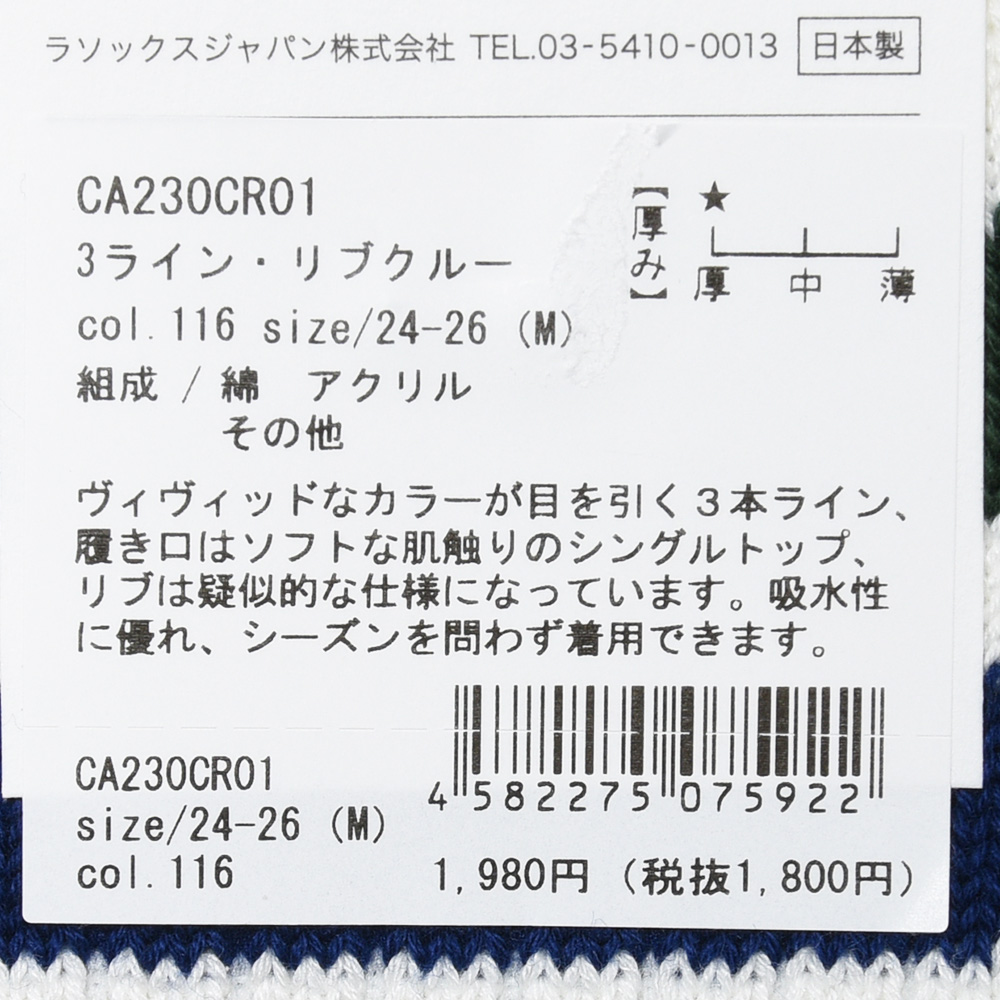 ラソックスジャパン株式会社 TEL.03-5410-0013 日本製
CA230CR01
3ライン・リブクルー
col.116 size/24-26 (M)
組成 / 綿 アクリル
その他
【厚み】
★
厚 中 薄
ヴィヴィッドなカラーが目を引く３本ライン、
履き口はソフトな肌触りのシングルトップ、
リブは疑似的な仕様になっています。吸水性
に優れ、シーズンを問わず着用できます。
4 582275 075922
CA230CR01
size/24-26 (M)
col.116
1,980円 (税抜1,800円)